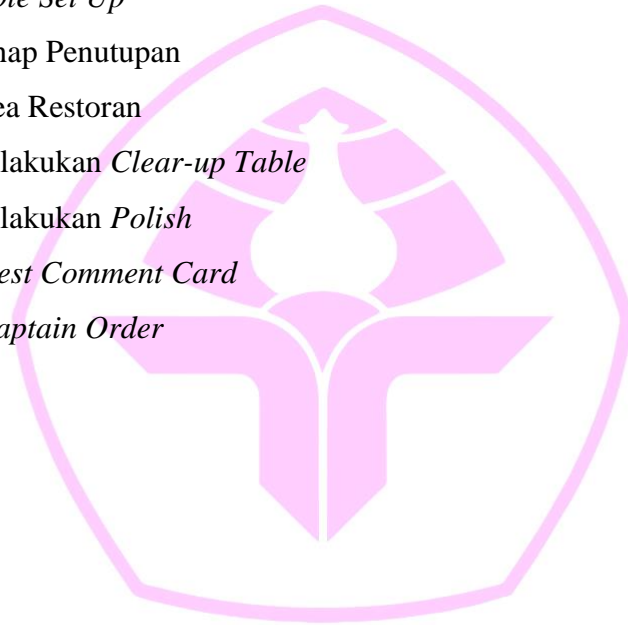 ble Set Up
hap Penutupan
ea Restoran
lakukan Clear-up Table
lakukan Polish
est Comment Card
aptain Order